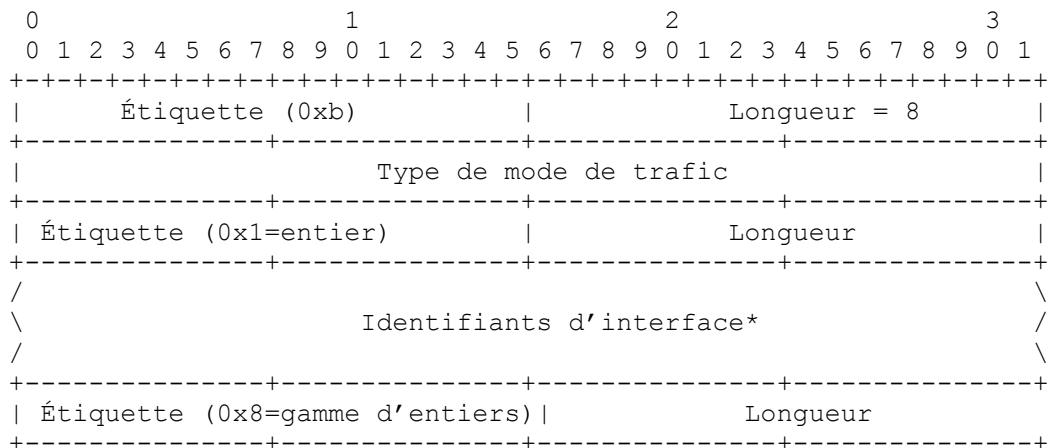 0 1 2 3
0 1 2 3 4 5 6 7 8 9 0 1 2 3 4 5 6 7 8 9 0 1 2 3 4 5 6 7 8 9 0 1
+-+-+-+-+-+-+-+-+-+-+-+-+-+-+-+-+-+-+-+-+-+-+-+-+-+-+-+-+-+-+-+-+
| Étiquette (0xb) | Longueur = 8 |
+---------------+---------------+---------------+---------------+
| Type de mode de trafic |
+---------------+---------------+---------------+---------------+
| Étiquette (0x1=entier) | Longueur |
+---------------+---------------+---------------+---------------+
/ \
\ Identifiants d'interface* /
/ \
+---------------+---------------+---------------+---------------+
| Étiquette (0x8=gamme d'entiers)| Longueur
+---------------+---------------+---------------+---------------+